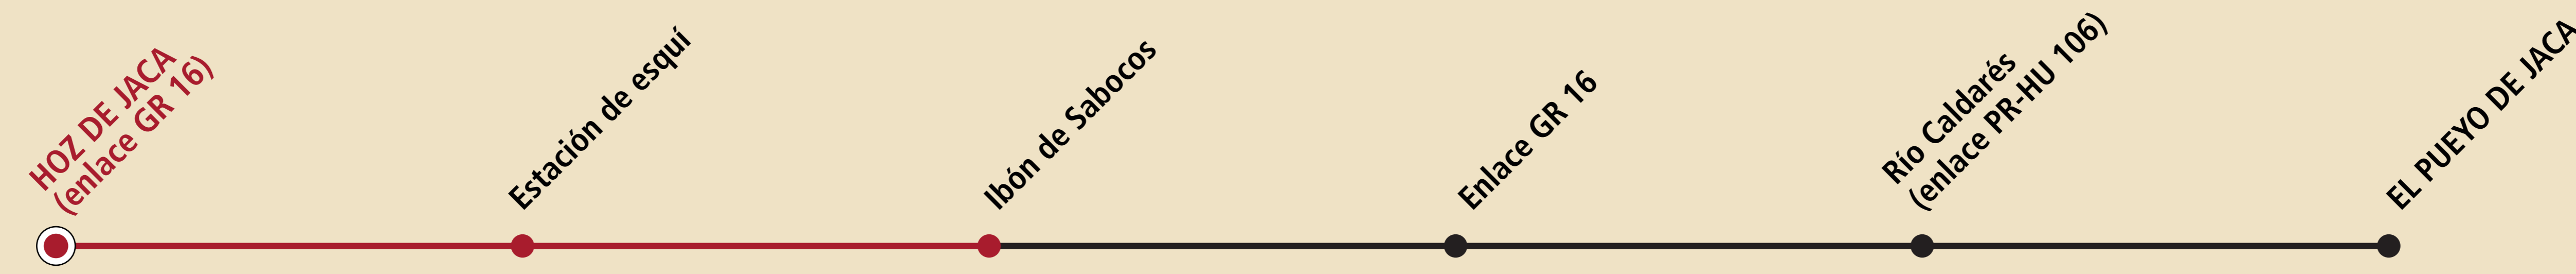 HOZ DE JACA
(enlace GR 16)
Estación de esquí
Ibón de Sabocos
Enlace GR 16
Río Caldarés
(enlace PR-HU 106)
EL PUEYO DE JACA